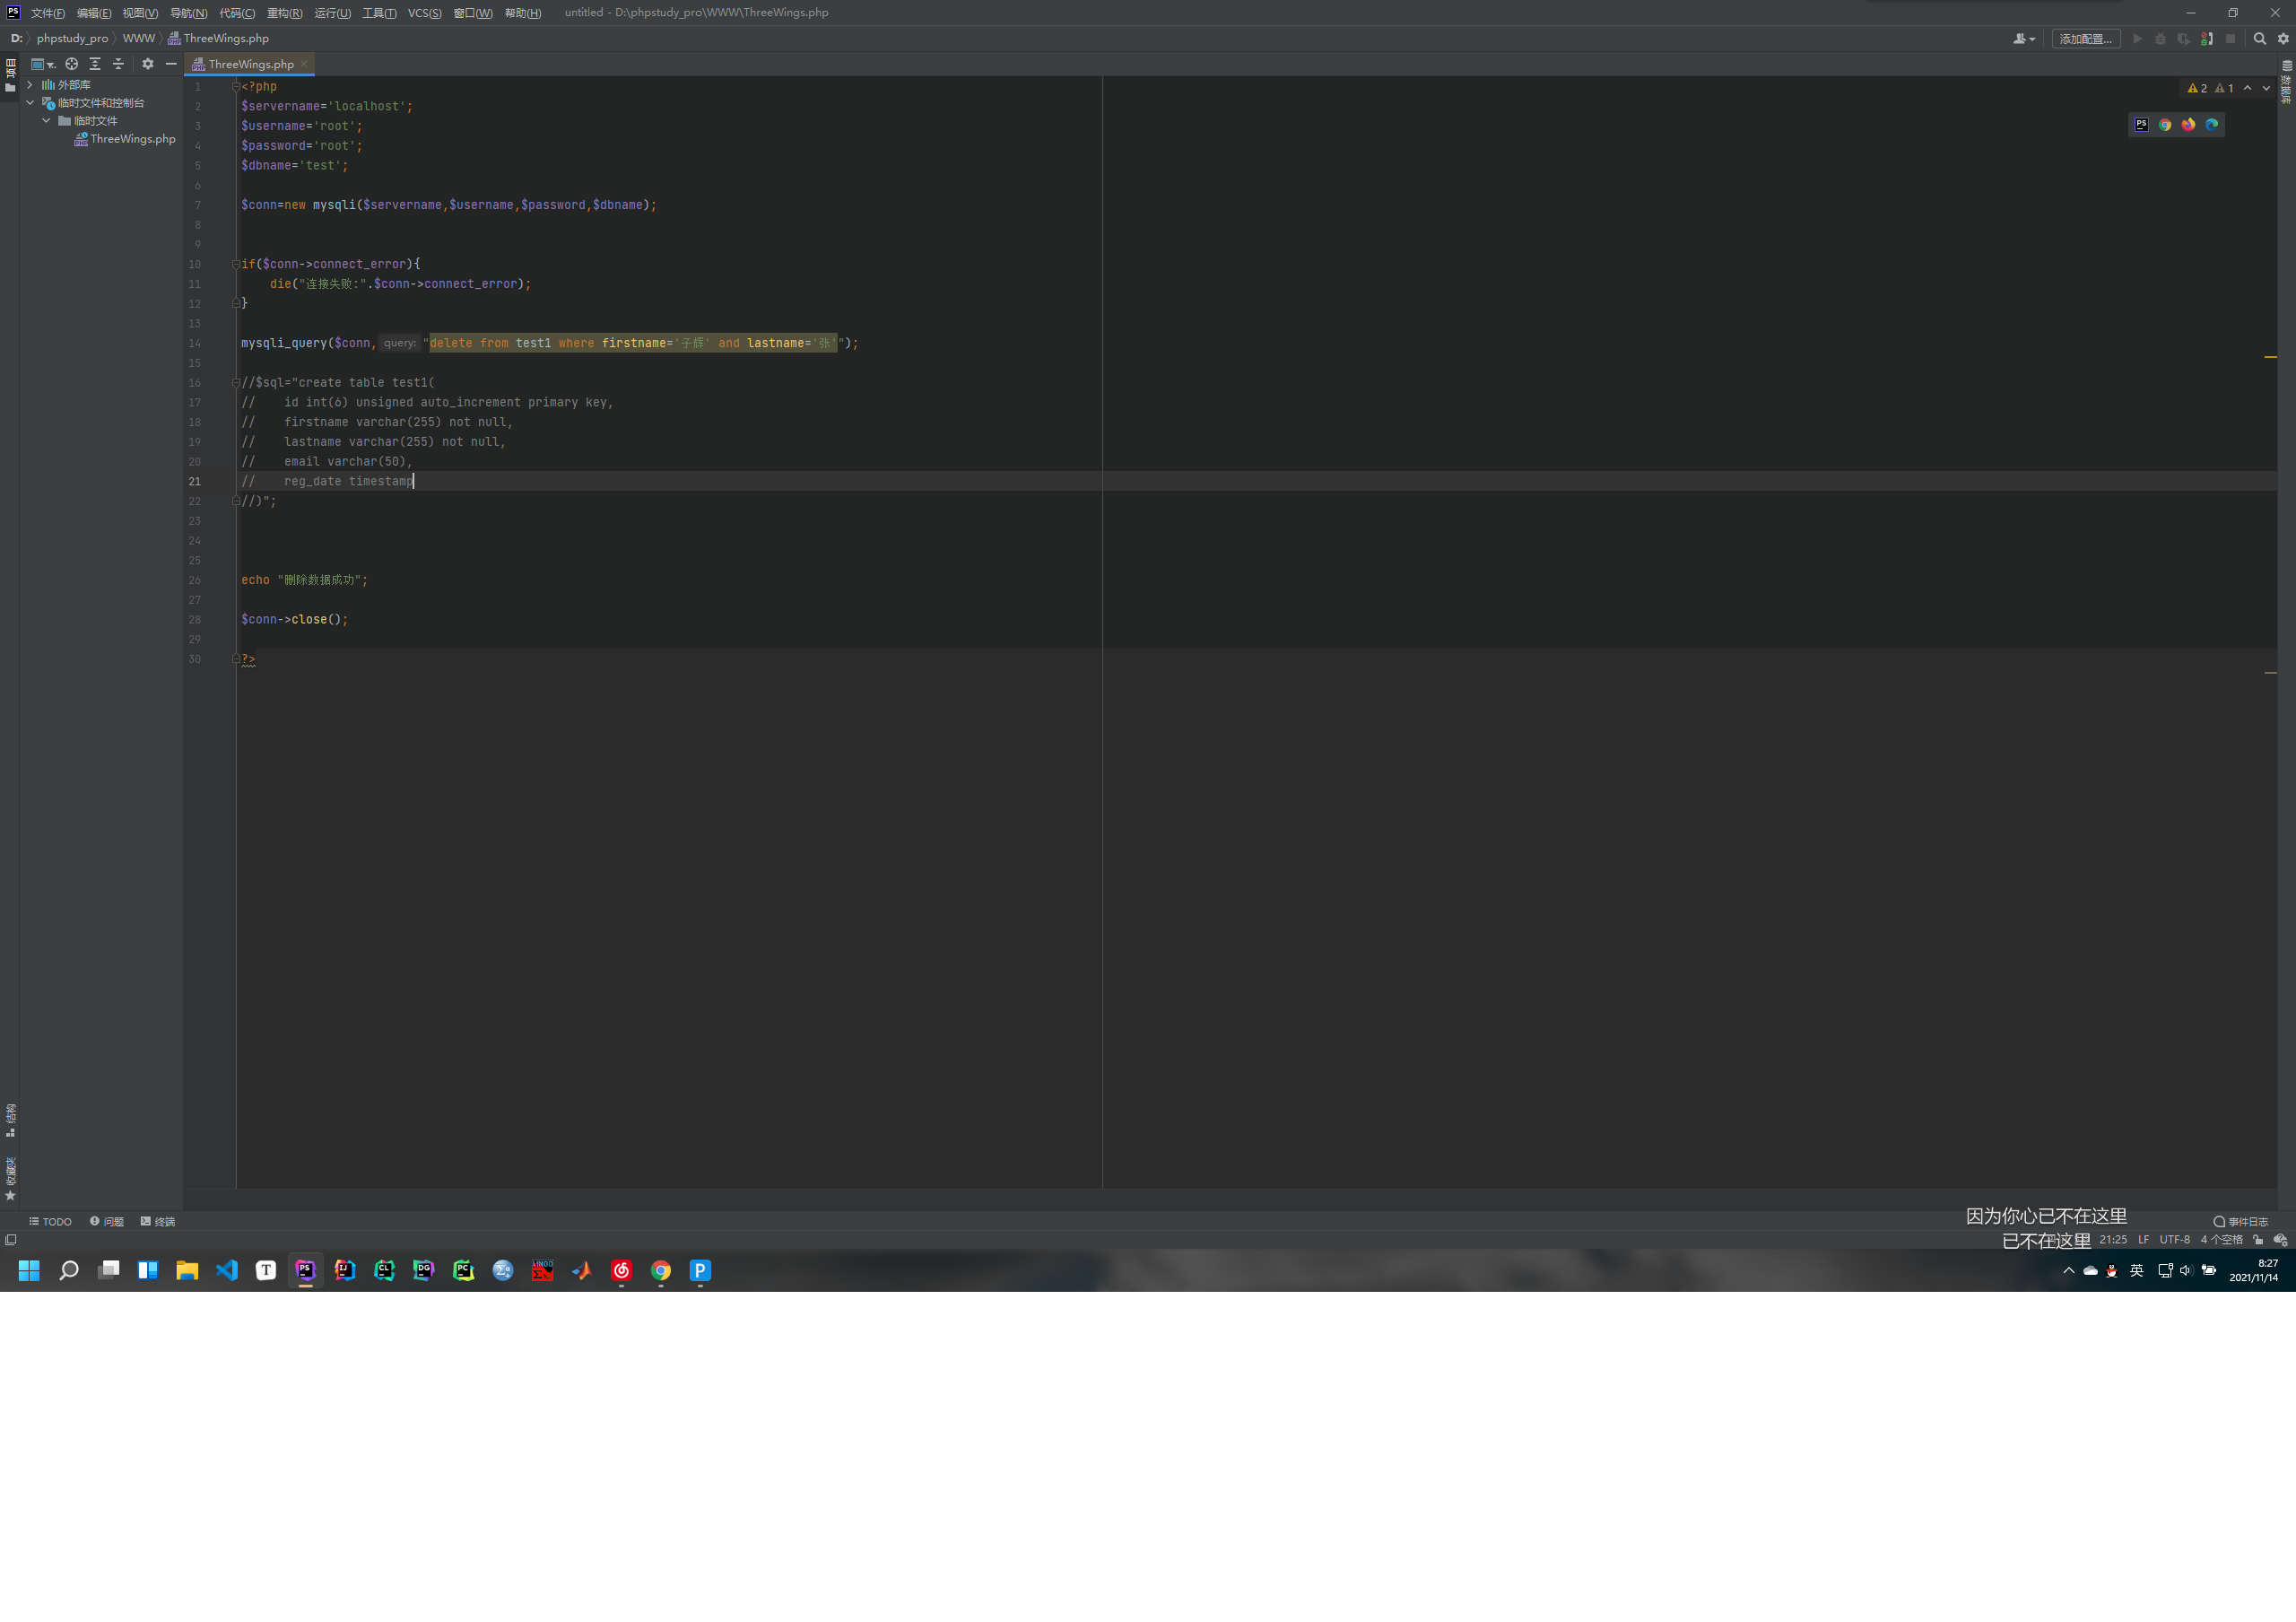 文件(F) 编辑(E) 视图(V) 导航(N) 代码(C) 重构(R) 运行(U) 工具(T) VCS(S) 窗口(W) 帮助(H) untitled - D:\phpstudy_pro\WWW\ThreeWings.php
D: phpstudy_pro WWW ThreeWings.php 添加配置...
ThreeWings.php
项目
数据库
外部库
临时文件和控制台
临时文件
ThreeWings.php
2 1
1 <?php
2 $servername='localhost';
3 $username='root';
4 $password='root';
5 $dbname='test';
6
7 $conn=new mysqli($servername,$username,$password,$dbname);
8
9
10 if($conn->connect_error){
11 die("连接失败:".$conn->connect_error);
12 }
13
14 mysqli_query($conn, query: "delete from test1 where firstname='子辉' and lastname='张'");
15
16 //$sql="create table test1(
17 // id int(6) unsigned auto_increment primary key,
18 // firstname varchar(255) not null,
19 // lastname varchar(255) not null,
20 // email varchar(50),
21 // reg_date timestamp
22 //)";
23
24
25
26 echo "删除数据成功";
27
28 $conn->close();
29
30 ?>
结构
收藏夹
TODO 问题 终端 事件日志
因为你心已不在这里
已不在这里
21:25 LF UTF-8 4 个空格
英
8:27
2021/11/14